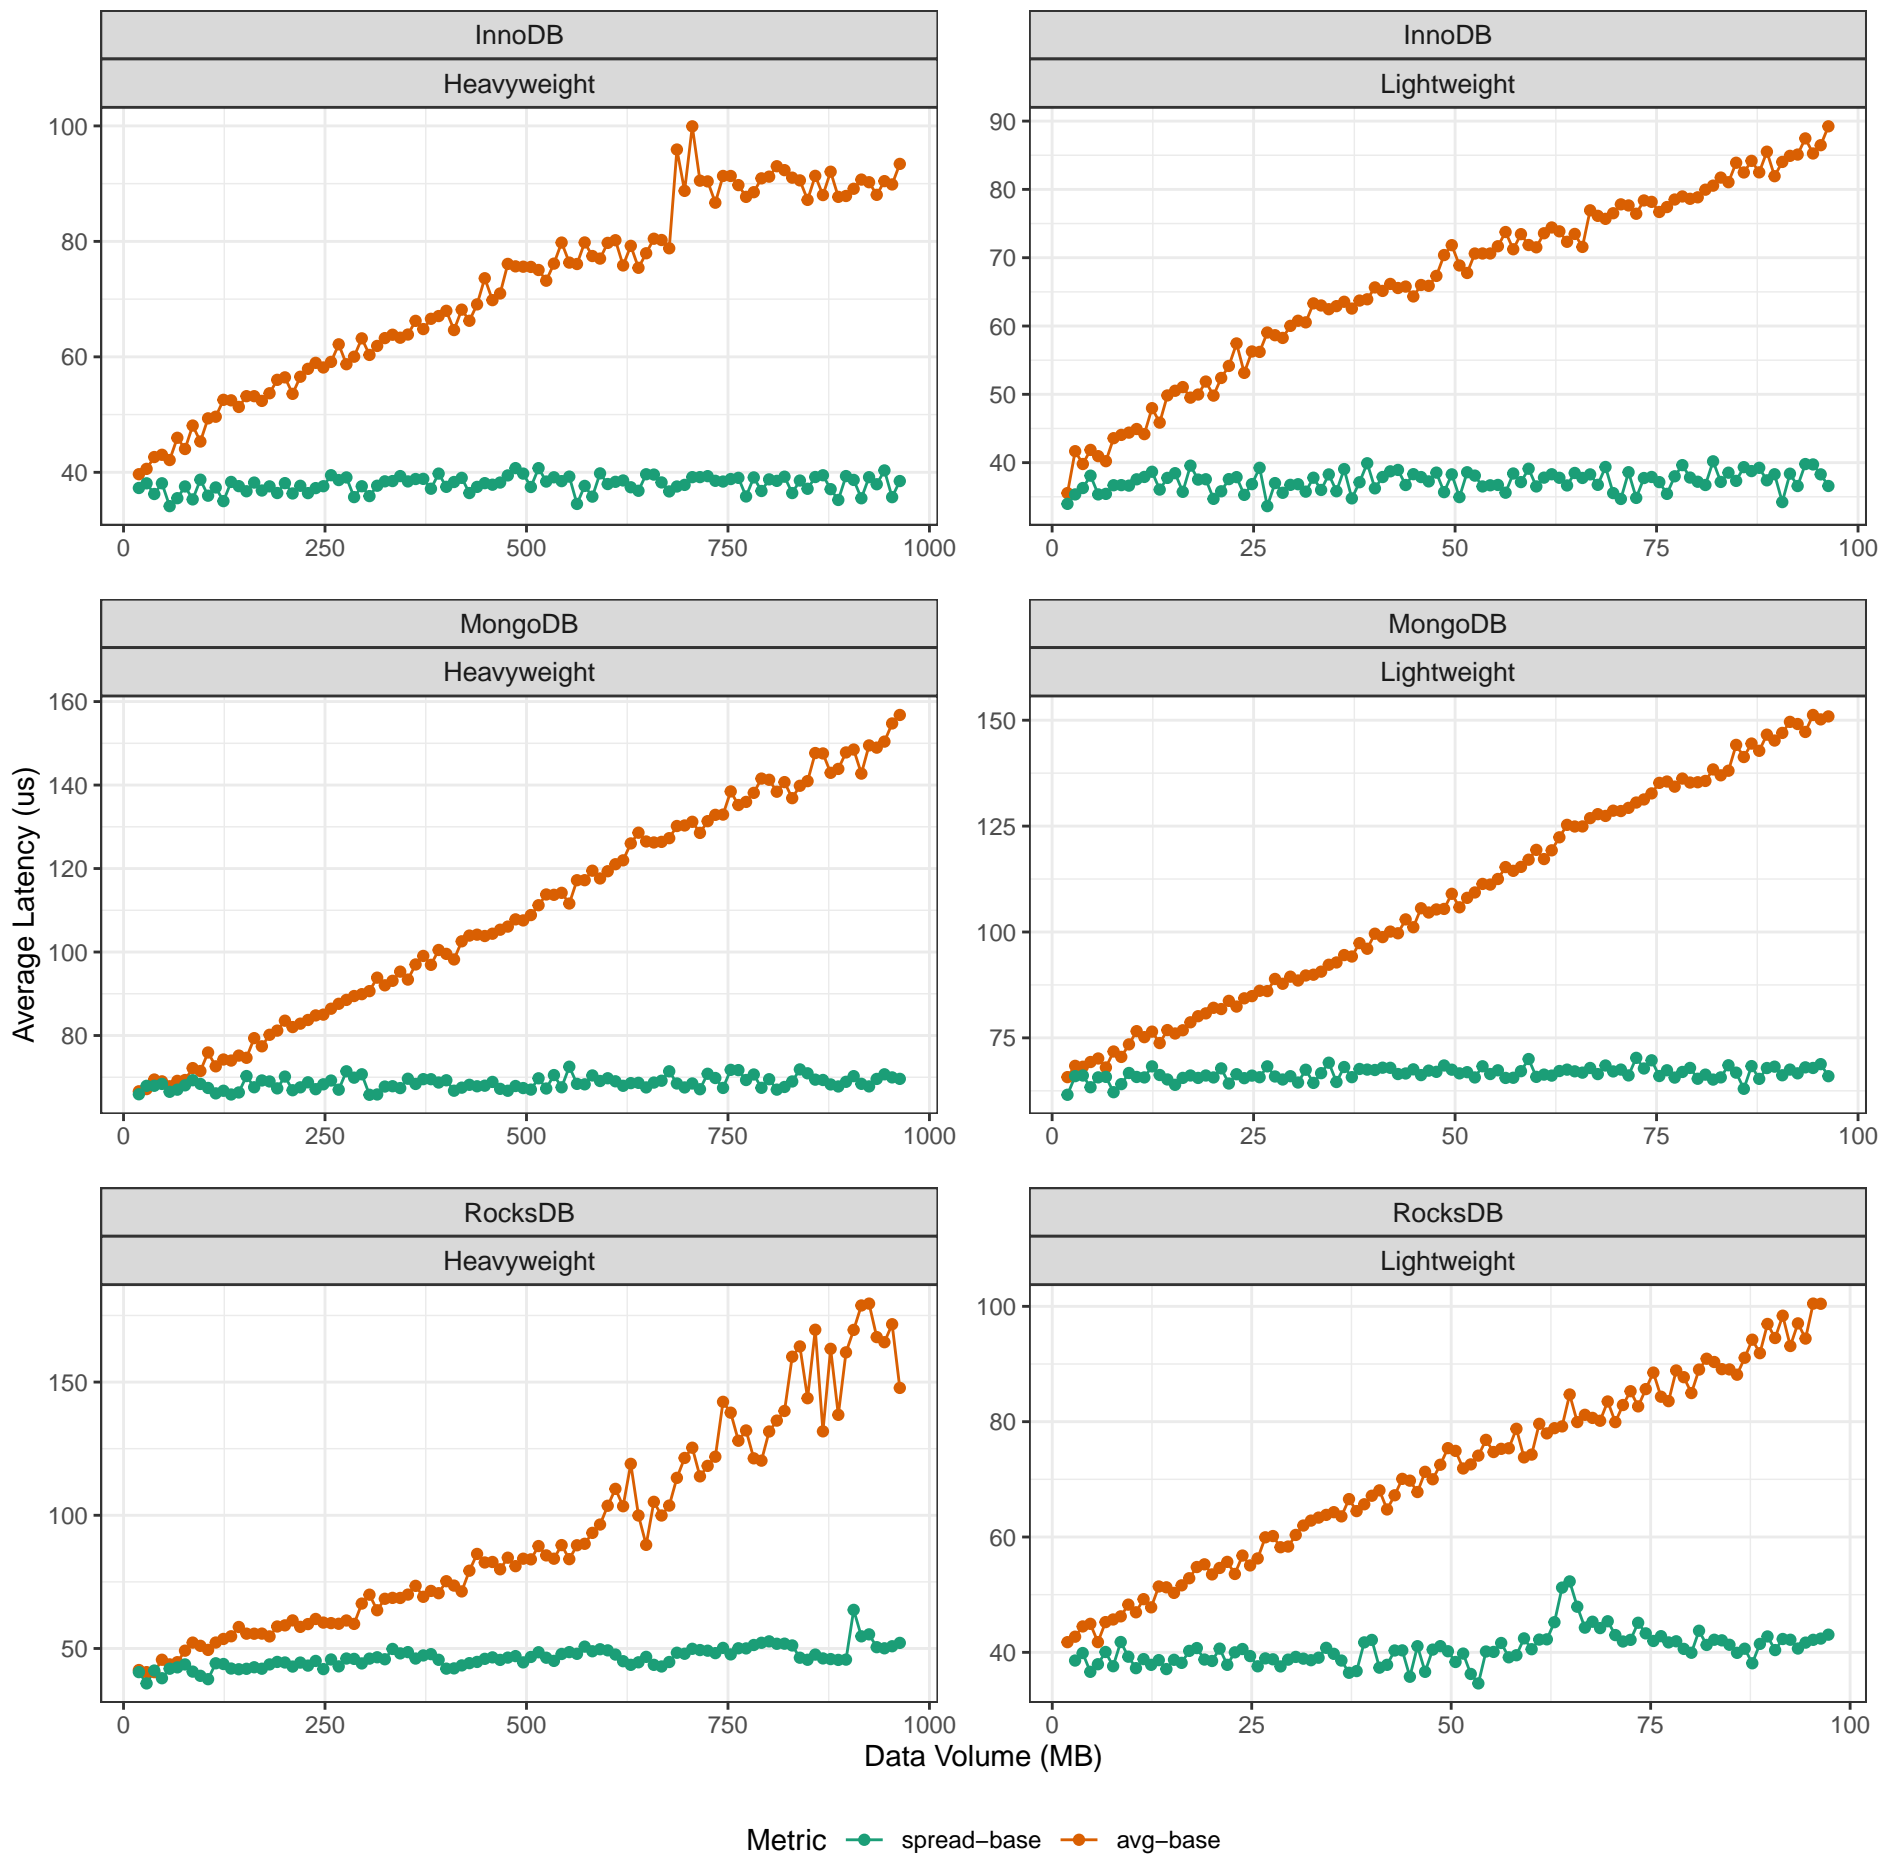 InnoDB
Heavyweight
100
80
60
40
0 250 500 750 1000
InnoDB
Lightweight
90
80
70
60
50
40
0 25 50 75 100
MongoDB
Heavyweight
160
140
120
100
80
0 250 500 750 1000
MongoDB
Lightweight
150
125
100
75
0 25 50 75 100
RocksDB
Heavyweight
150
100
50
0 250 500 750 1000
RocksDB
Lightweight
100
80
60
40
0 25 50 75 100
Average Latency (us)
Data Volume (MB)
Metric spread−base avg−base